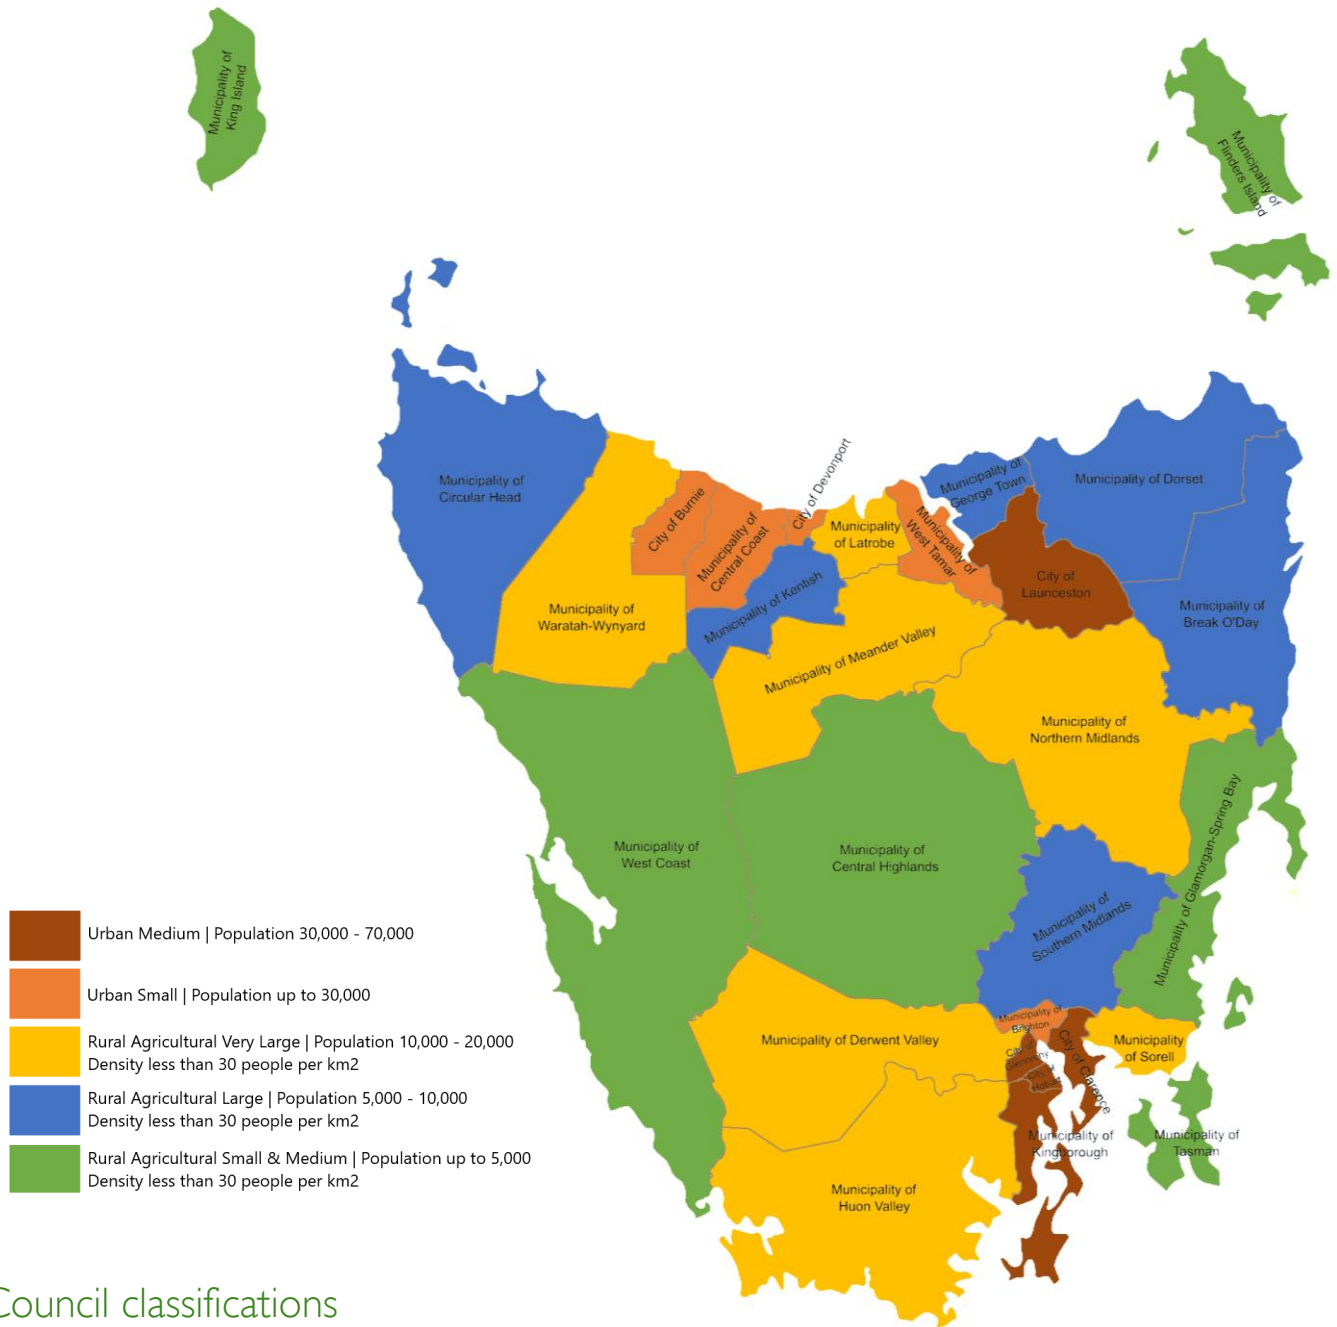 Municipality of
King Island
Municipality of
Flinders Island
Municipality of
Circular Head
City of Burnie
Municipality of
Central Coast
City of Devonport
Municipality
of Latrobe
Municipality of
West Tamar
Municipality of
George Town
Municipality of Dorset
City of
Launceston
Municipality of
Break O'Day
Municipality of
Waratah-Wynyard
Municipality of Kentish
Municipality of Meander Valley
Municipality of
Northern Midlands
Municipality of
West Coast
Municipality of
Central Highlands
Municipality of Glamorgan-Spring Bay
Municipality of
Southern Midlands
Municipality of Derwent Valley
Municipality of
Brighton
City of
Glenorchy
City of
Hobart
City of Clarence
Municipality
of Sorell
Municipality of
Kingborough
Municipality of
Tasman
Municipality of
Huon Valley
Urban Medium | Population 30,000 - 70,000
Urban Small | Population up to 30,000
Rural Agricultural Very Large | Population 10,000 - 20,000
Density less than 30 people per km2
Rural Agricultural Large | Population 5,000 - 10,000
Density less than 30 people per km2
Rural Agricultural Small & Medium | Population up to 5,000
Density less than 30 people per km2
Council classifications